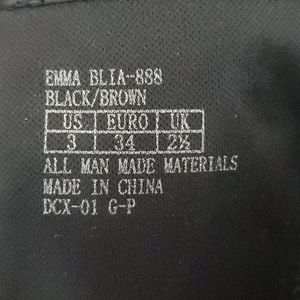 EMMA BLIA-888
BLACK/BROWN
US EURO UK
3 34 2½
ALL MAN MADE MATERIALS
MADE IN CHINA
DCX-01 G-P